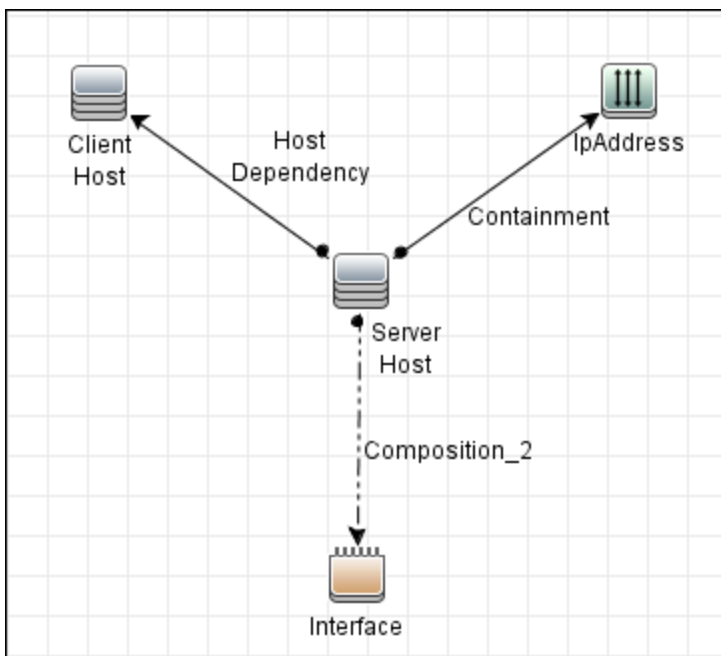 Client
Host
Host
Dependency
IpAddress
Containment
Server
Host
Composition_2
Interface